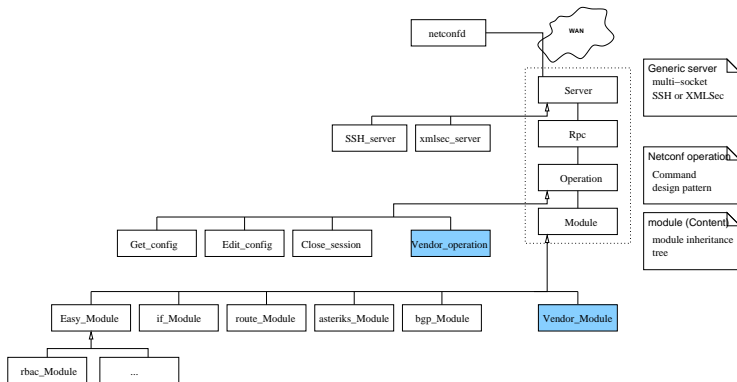 WAN
netconfd
Generic server
multi-socket
SSH or XMLSec
Server
SSH_server
xmlsec_server
Rpc
Netconf operation
Command
design pattern
Operation
Module
module (Content)
module inheritance
tree
Get_config
Edit_config
Close_session
Vendor_operation
Easy_Module
if_Module
route_Module
asteriks_Module
bgp_Module
Vendor_Module
rbac_Module
...